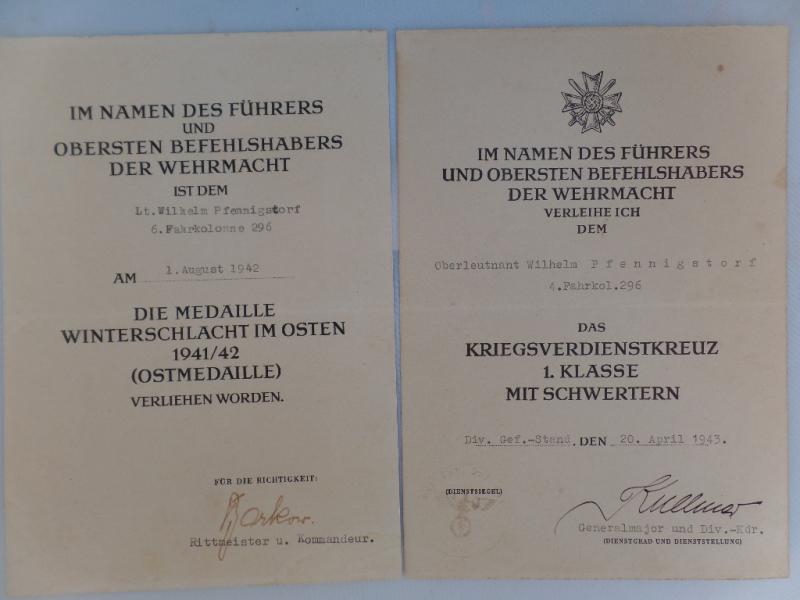 IM NAMEN DES FÜHRERS
UND
OBERSTEN BEFEHLSHABERS
DER WEHRMACHT
IST DEM
Lt.Wilhelm Pfennigstorf
6.Fahrkolonne 296
AM 1.August 1942
DIE MEDAILLE
WINTERSCHLACHT IM OSTEN
1941/42
(OSTMEDAILLE)
VERLIEHEN WORDEN.
FÜR DIE RICHTIGKEIT:
Barkow.
Rittmeister u. Kommandeur.
IM NAMEN DES FÜHRERS
UND OBERSTEN BEFEHLSHABERS
DER WEHRMACHT
VERLEIHE ICH
DEM
Oberleutnant Wilhelm Pfennigstorf
4.Fahrkol.296
DAS
KRIEGSVERDIENSTKREUZ
1. KLASSE
MIT SCHWERTERN
Div. Gef.-Stand, DEN 20. April 1943.
(DIENSTSIEGEL)
Kullmer
Generalmajor und Div.-Kdr.
(DIENSTGRAD UND DIENSTSTELLUNG)